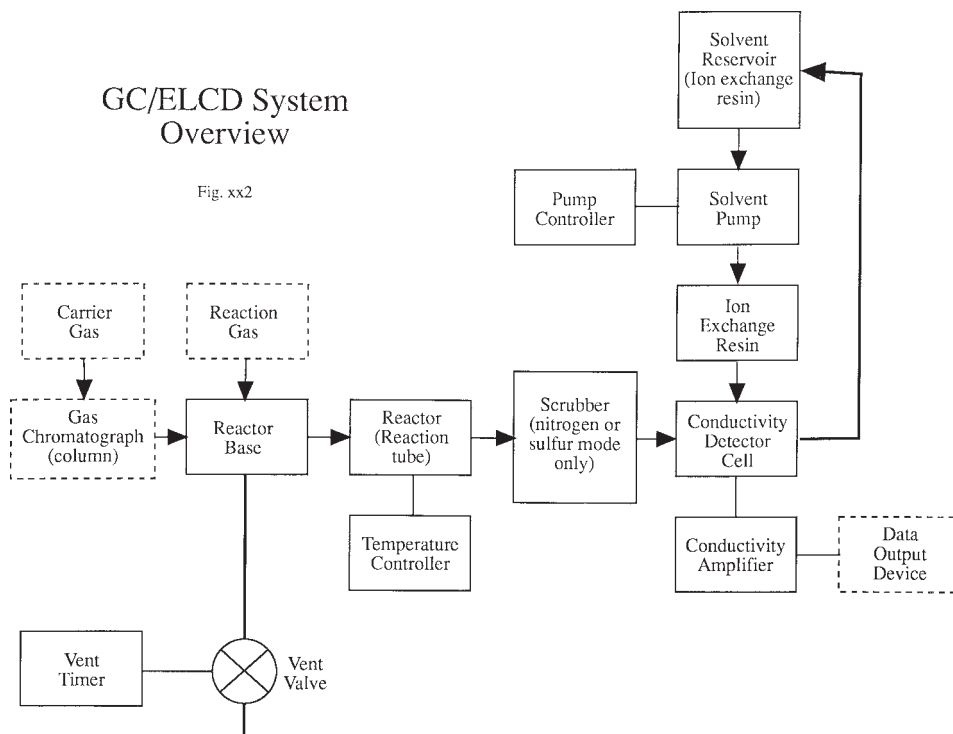 GC/ELCD System
Overview
Fig. xx2
Solvent
Reservoir
(Ion exchange
resin)
Pump
Controller
Solvent
Pump
Carrier
Gas
Reaction
Gas
Ion
Exchange
Resin
Gas
Chromatograph
(column)
Reactor
Base
Reactor
(Reaction
tube)
Scrubber
(nitrogen or
sulfur mode
only)
Conductivity
Detector
Cell
Temperature
Controller
Conductivity
Amplifier
Data
Output
Device
Vent
Timer
Vent
Valve